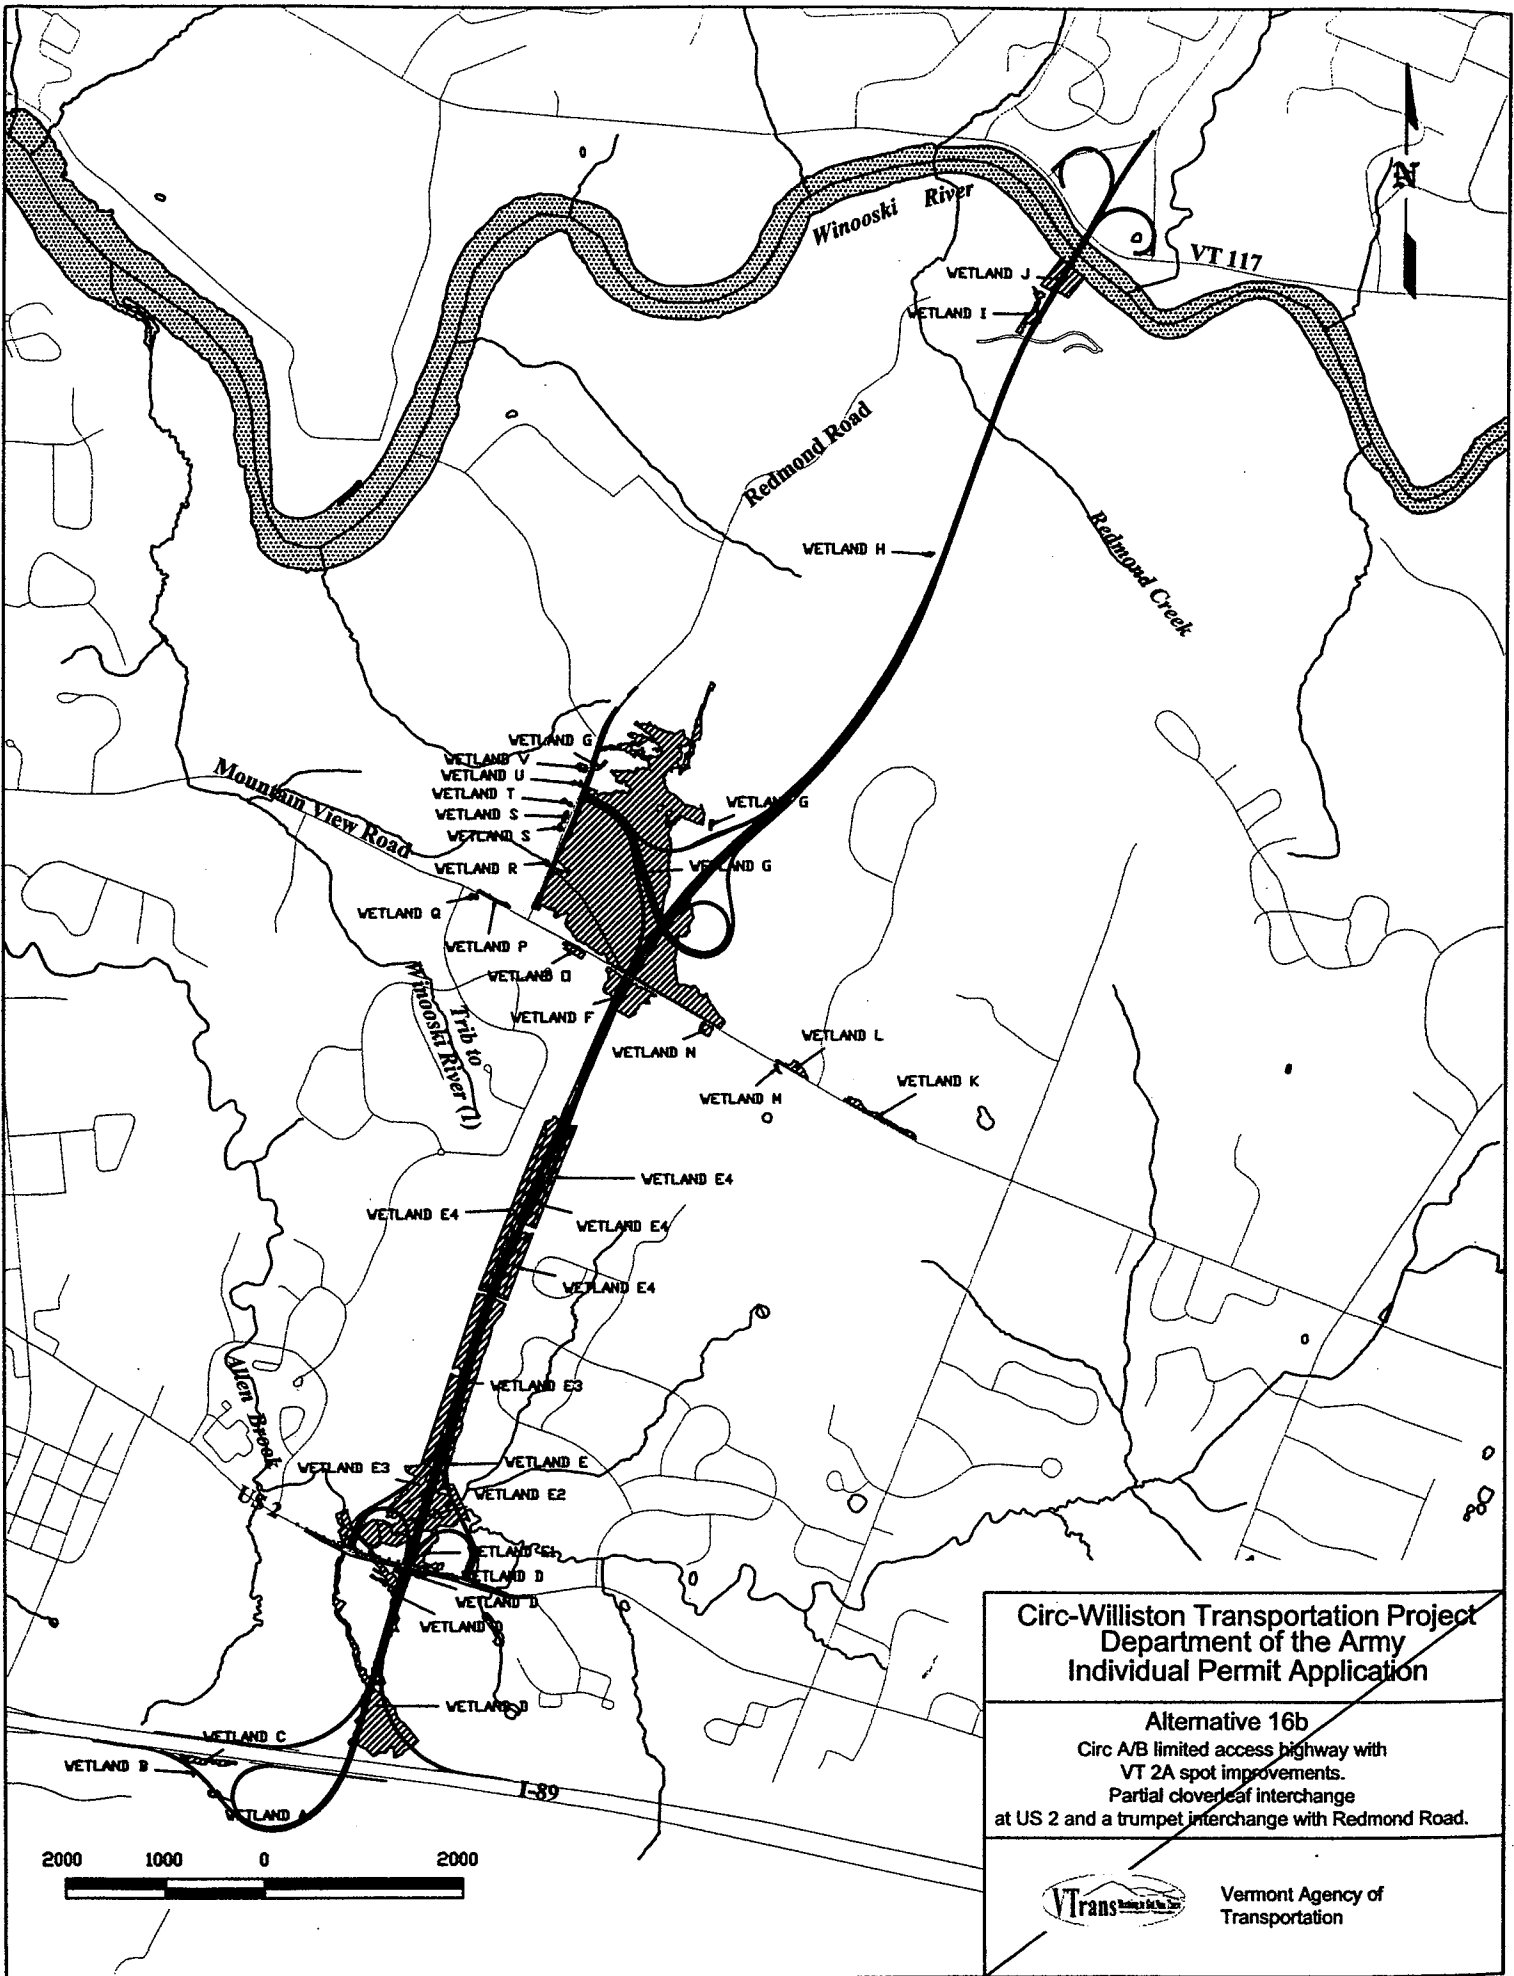 N
Winooski River
VT 117
WETLAND J
WETLAND I
Redmond Road
WETLAND H
Redmond Creek
WETLAND G
WETLAND V
WETLAND U
WETLAND T
WETLAND S
WETLAND S
WETLAND G
Mountain View Road
WETLAND R
WETLAND G
WETLAND Q
WETLAND P
WETLAND O
WETLAND F
Trib to
Winooski River (1)
WETLAND N
WETLAND L
WETLAND M
WETLAND K
WETLAND E4
WETLAND E4
WETLAND E4
WETLAND E4
WETLAND E3
Allen Brook
WETLAND E3
WETLAND E
WETLAND E2
US 2
WETLAND E1
WETLAND D
WETLAND D
WETLAND D
WETLAND D
WETLAND C
WETLAND B
WETLAND A
I-89
2000 1000 0 2000
Circ-Williston Transportation Project
Department of the Army
Individual Permit Application
Alternative 16b
Circ A/B limited access highway with
VT 2A spot improvements.
Partial cloverleaf interchange
at US 2 and a trumpet interchange with Redmond Road.
VTrans
Vermont Agency of
Transportation